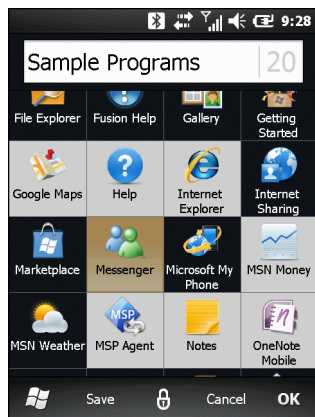 9:28
Sample Programs 20
File Explorer Fusion Help Gallery Getting
Started
Google Maps Help Internet Internet
Explorer Sharing
Marketplace Messenger Microsoft My MSN Money
Phone
MSP
MSN Weather MSP Agent Notes OneNote
Mobile
Save Cancel OK